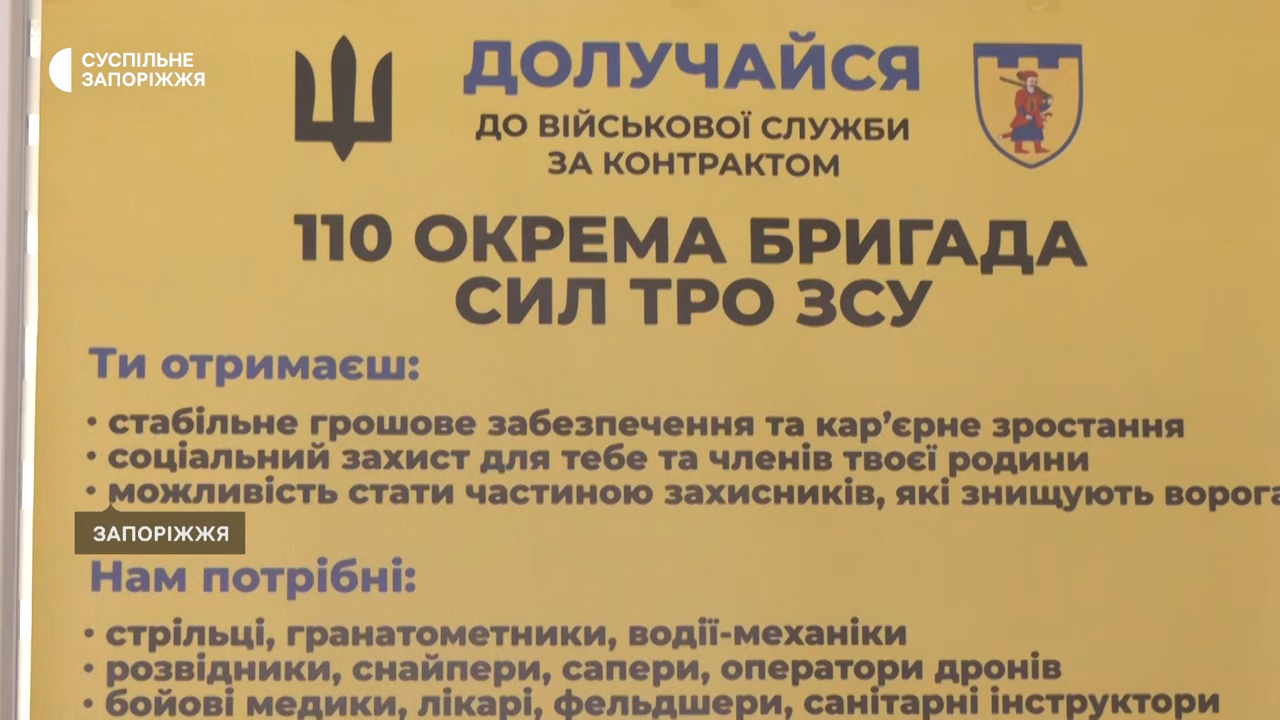 СУСПІЛЬНЕ
ЗАПОРІЖЖЯ
ДОЛУЧАЙСЯ
ДО ВІЙСЬКОВОЇ СЛУЖБИ
ЗА КОНТРАКТОМ
110 ОКРЕМА БРИГАДА
СИЛ ТРО ЗСУ
Ти отримаєш:
• стабільне грошове забезпечення та кар’єрне зростання
• соціальний захист для тебе та членів твоєї родини
• можливість стати частиною захисників, які знищують ворога
ЗАПОРІЖЖЯ
Нам потрібні:
• стрільці, гранатометники, водії-механіки
• розвідники, снайпери, сапери, оператори дронів
• бойові медики, лікарі, фельдшери, санітарні інструктори